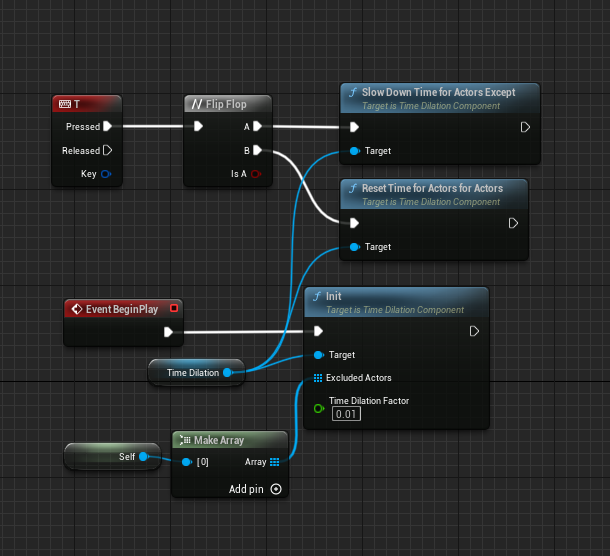 T
Pressed
Released
Key
Flip Flop
A
B
Is A
Slow Down Time for Actors Except
Target is Time Dilation Component
Target
Reset Time for Actors for Actors
Target is Time Dilation Component
Target
Event BeginPlay
Init
Target is Time Dilation Component
Target
Excluded Actors
Time Dilation Factor
0.01
Time Dilation
Self
Make Array
[0]
Array
Add pin